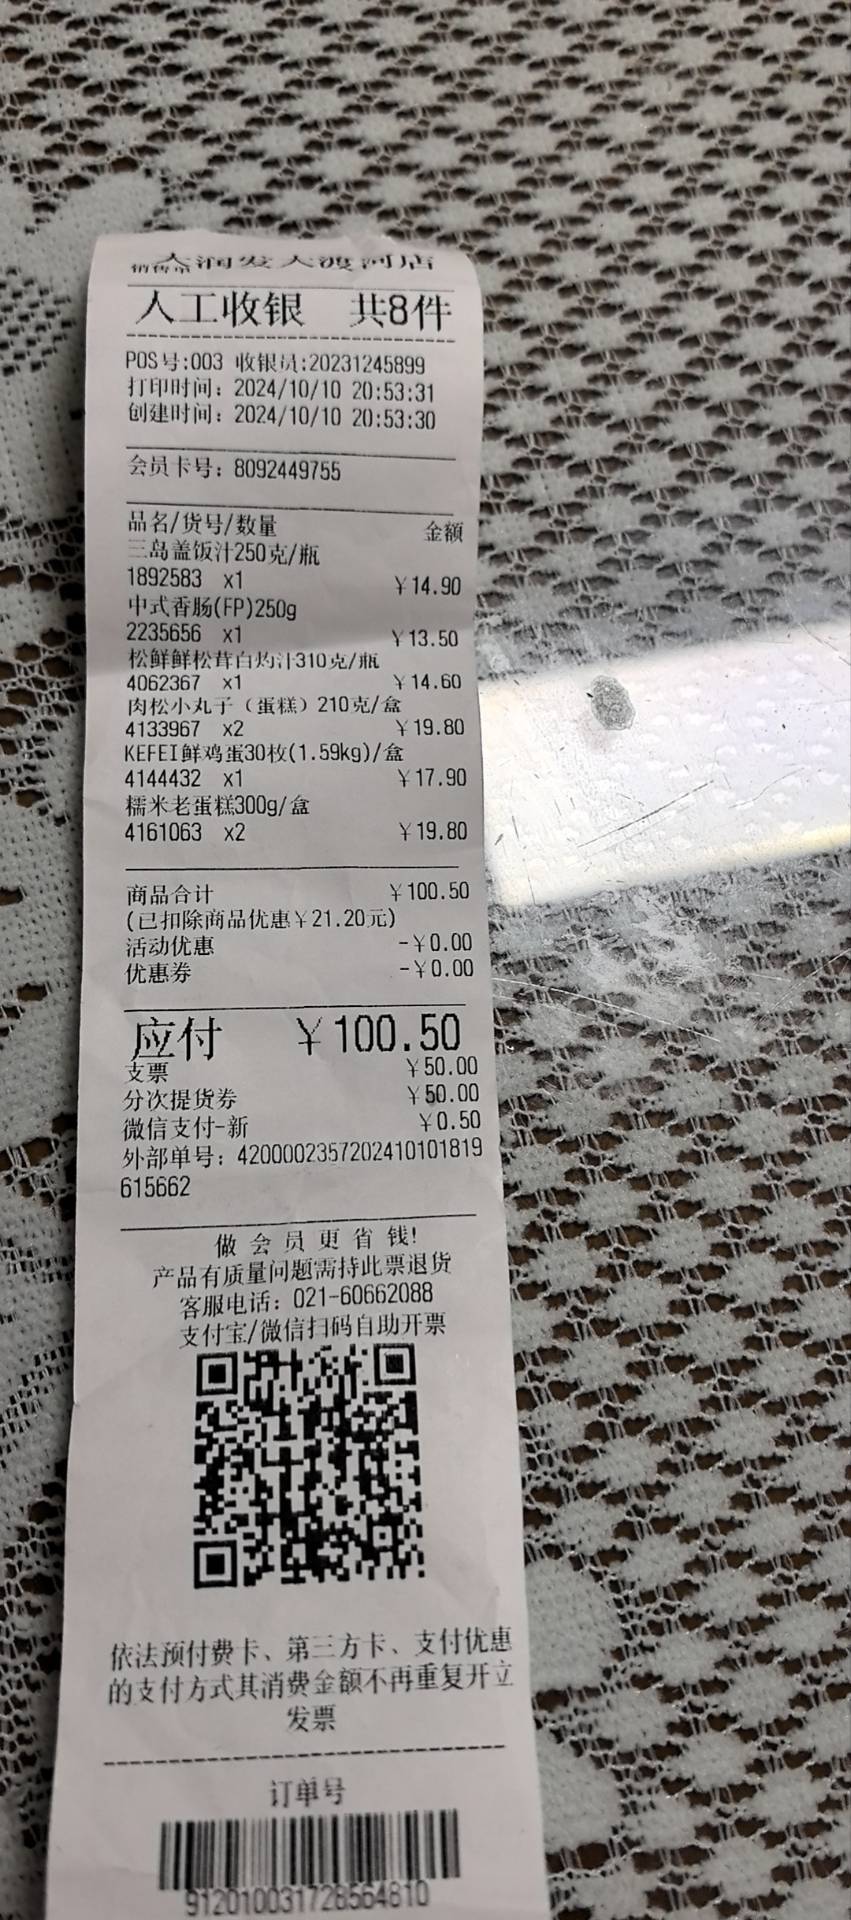 大润发大渡河店
人工收银 共8件
POS号:003 收银员:20231245899
打印时间：2024/10/10 20:53:31
创建时间：2024/10/10 20:53:30
会员卡号：8092449755
品名/货号/数量 金额
三岛盖饭汁250克/瓶
1892583 x1 ￥14.90
中式香肠(FP)250g
2235656 x1 ￥13.50
松鲜鲜松茸白灼汁310克/瓶
4062367 x1 ￥14.60
肉松小丸子（蛋糕）210克/盒
4133967 x2 ￥19.80
KEFEI鲜鸡蛋30枚(1.59kg)/盒
4144432 x1 ￥17.90
糯米老蛋糕300g/盒
4161063 x2 ￥19.80
商品合计 ￥100.50
(已扣除商品优惠￥21.20元)
活动优惠 -￥0.00
优惠券 -￥0.00
应付 ￥100.50
支票 ￥50.00
分次提货券 ￥50.00
微信支付-新 ￥0.50
外部单号：4200002357202410101819
615662
做会员更省钱!
产品有质量问题需持此票退货
客服电话：021-60662088
支付宝/微信扫码自助开票
依法预付费卡、第三方卡、支付优惠
的支付方式其消费金额不再重复开立
发票
订单号
912010031728564810